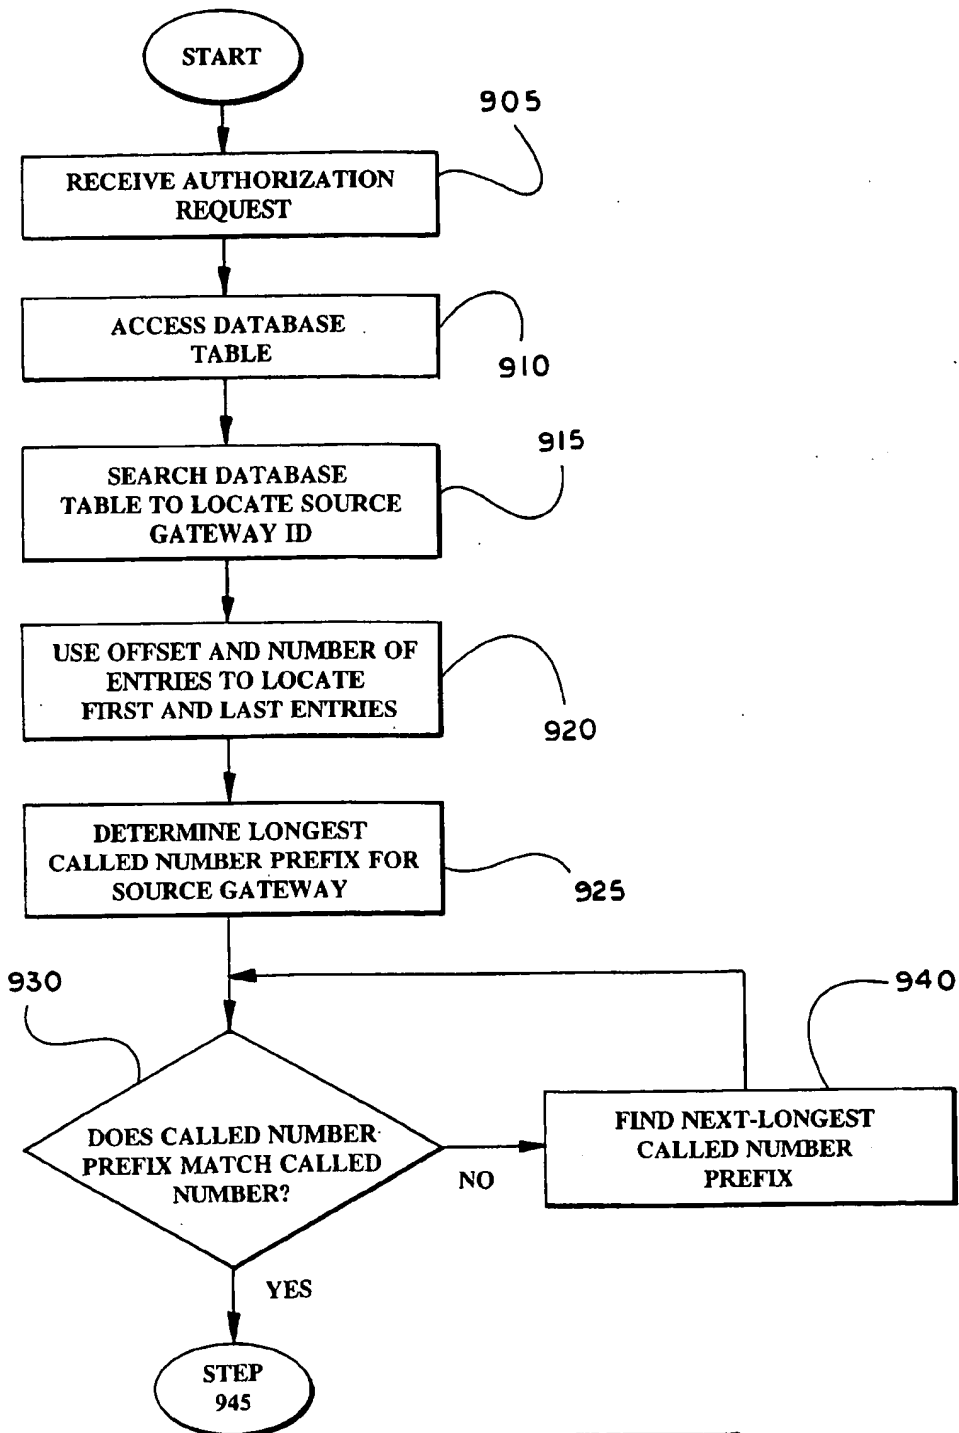 START
905
RECEIVE AUTHORIZATION
REQUEST
ACCESS DATABASE
TABLE
910
915
SEARCH DATABASE
TABLE TO LOCATE SOURCE
GATEWAY ID
USE OFFSET AND NUMBER OF
ENTRIES TO LOCATE
FIRST AND LAST ENTRIES
920
DETERMINE LONGEST
CALLED NUMBER PREFIX FOR
SOURCE GATEWAY
925
930
940
DOES CALLED NUMBER
PREFIX MATCH CALLED
NUMBER?
NO
FIND NEXT-LONGEST
CALLED NUMBER
PREFIX
YES
STEP
945